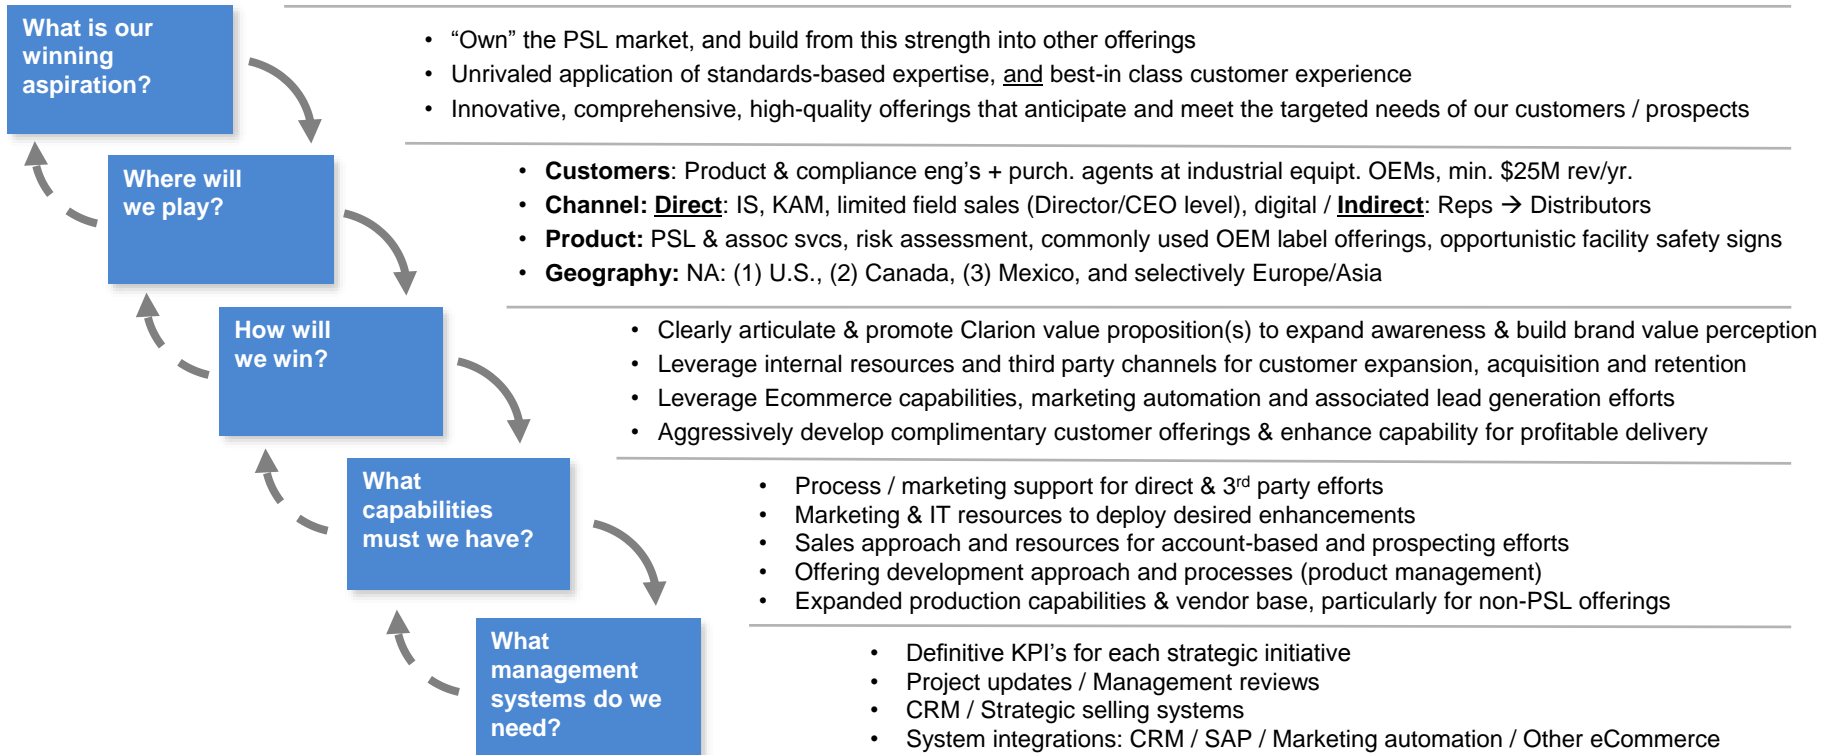 What is our
winning
aspiration?
• “Own” the PSL market, and build from this strength into other offerings
• Unrivaled application of standards-based expertise, and best-in class customer experience
• Innovative, comprehensive, high-quality offerings that anticipate and meet the targeted needs of our customers / prospects
Where will
we play?
• Customers: Product & compliance eng’s + purch. agents at industrial equipt. OEMs, min. $25M rev/yr.
• Channel: Direct: IS, KAM, limited field sales (Director/CEO level), digital / Indirect: Reps → Distributors
• Product: PSL & assoc svcs, risk assessment, commonly used OEM label offerings, opportunistic facility safety signs
• Geography: NA: (1) U.S., (2) Canada, (3) Mexico, and selectively Europe/Asia
How will
we win?
• Clearly articulate & promote Clarion value proposition(s) to expand awareness & build brand value perception
• Leverage internal resources and third party channels for customer expansion, acquisition and retention
• Leverage Ecommerce capabilities, marketing automation and associated lead generation efforts
• Aggressively develop complimentary customer offerings & enhance capability for profitable delivery
What
capabilities
must we have?
• Process / marketing support for direct & 3rd party efforts
• Marketing & IT resources to deploy desired enhancements
• Sales approach and resources for account-based and prospecting efforts
• Offering development approach and processes (product management)
• Expanded production capabilities & vendor base, particularly for non-PSL offerings
What
management
systems do we
need?
• Definitive KPI’s for each strategic initiative
• Project updates / Management reviews
• CRM / Strategic selling systems
• System integrations: CRM / SAP / Marketing automation / Other eCommerce